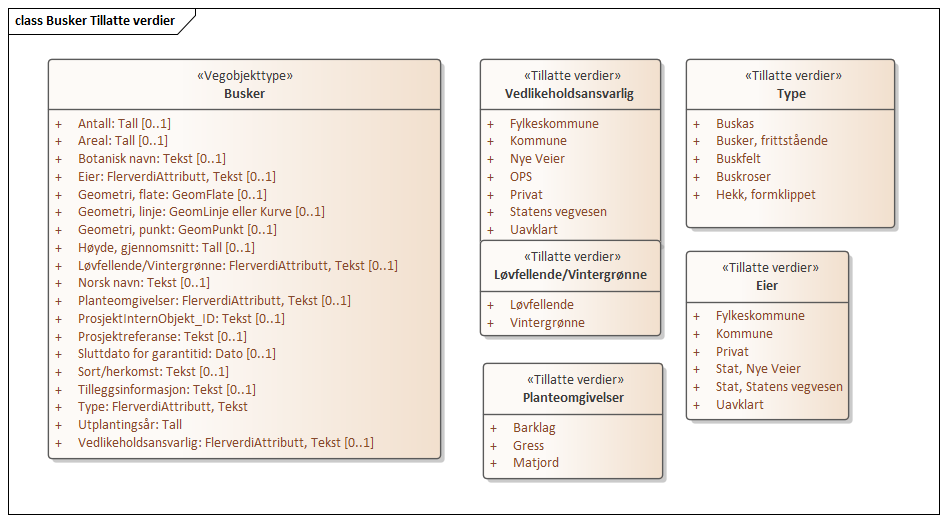 class Busker Tillatte verdier
«Vegobjekttype»
Busker
+ Antall: Tall [0..1]
+ Areal: Tall [0..1]
+ Botanisk navn: Tekst [0..1]
+ Eier: FlerverdiAttributt, Tekst [0..1]
+ Geometri, flate: GeomFlate [0..1]
+ Geometri, linje: GeomLinje eller Kurve [0..1]
+ Geometri, punkt: GeomPunkt [0..1]
+ Høyde, gjennomsnitt: Tall [0..1]
+ Løvfellende/Vintergrønne: FlerverdiAttributt, Tekst [0..1]
+ Norsk navn: Tekst [0..1]
+ Planteomgivelser: FlerverdiAttributt, Tekst [0..1]
+ ProsjektInternObjekt_ID: Tekst [0..1]
+ Prosjektreferanse: Tekst [0..1]
+ Sluttdato for garantitid: Dato [0..1]
+ Sort/herkomst: Tekst [0..1]
+ Tilleggsinformasjon: Tekst [0..1]
+ Type: FlerverdiAttributt, Tekst
+ Utplantingsår: Tall
+ Vedlikeholdsansvarlig: FlerverdiAttributt, Tekst [0..1]
«Tillatte verdier»
Vedlikeholdsansvarlig
+ Fylkeskommune
+ Kommune
+ Nye Veier
+ OPS
+ Privat
+ Statens vegvesen
+ Uavklart
«Tillatte verdier»
Løvfellende/Vintergrønne
+ Løvfellende
+ Vintergrønne
«Tillatte verdier»
Planteomgivelser
+ Barklag
+ Gress
+ Matjord
«Tillatte verdier»
Type
+ Buskas
+ Busker, frittstående
+ Buskfelt
+ Buskroser
+ Hekk, formklippet
«Tillatte verdier»
Eier
+ Fylkeskommune
+ Kommune
+ Privat
+ Stat, Nye Veier
+ Stat, Statens vegvesen
+ Uavklart